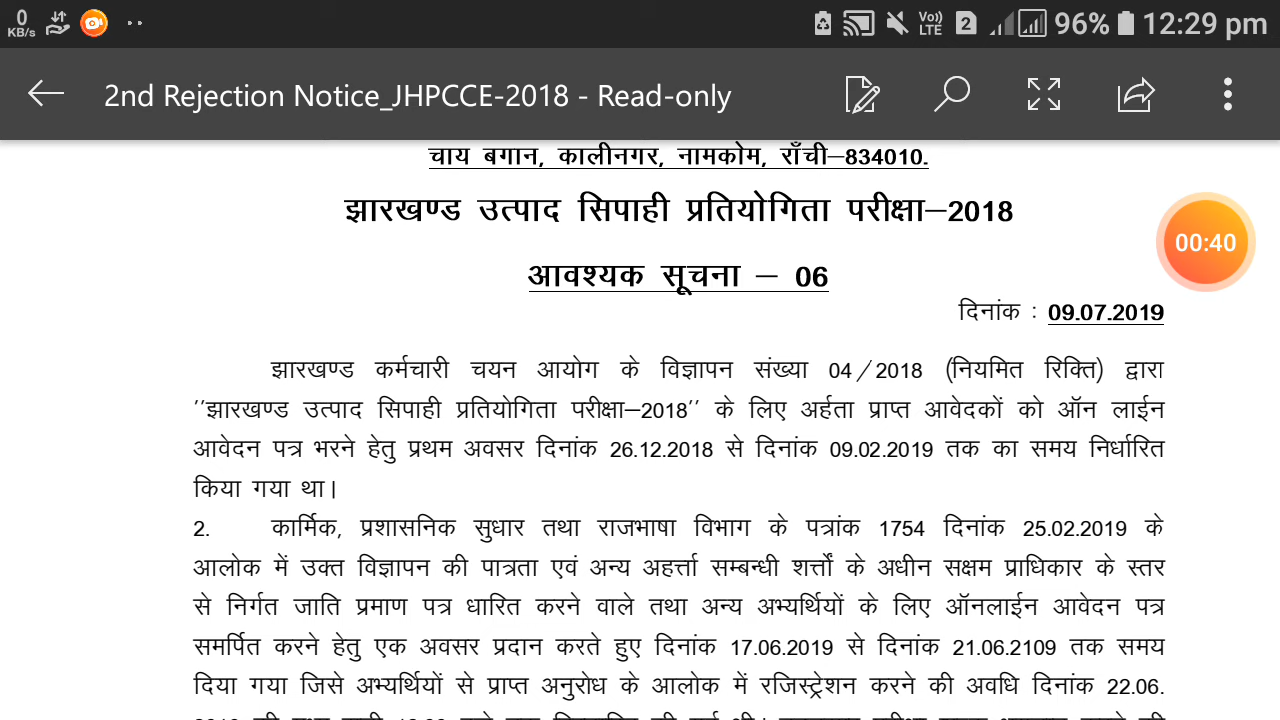 0
KB/s
Vo)) LTE 2 96% 12:29 pm
2nd Rejection Notice_JHPCCE-2018 - Read-only
चाय बगान, कालीनगर, नामकोम, राँची–834010.
झारखण्ड उत्पाद सिपाही प्रतियोगिता परीक्षा–2018
00:40
आवश्यक सूचना – 06
दिनांक : 09.07.2019
झारखण्ड कर्मचारी चयन आयोग के विज्ञापन संख्या 04/2018 (नियमित रिक्ति) द्वारा
''झारखण्ड उत्पाद सिपाही प्रतियोगिता परीक्षा–2018'' के लिए अर्हता प्राप्त आवेदकों को ऑन लाईन
आवेदन पत्र भरने हेतु प्रथम अवसर दिनांक 26.12.2018 से दिनांक 09.02.2019 तक का समय निर्धारित
किया गया था।
2. कार्मिक, प्रशासनिक सुधार तथा राजभाषा विभाग के पत्रांक 1754 दिनांक 25.02.2019 के
आलोक में उक्त विज्ञापन की पात्रता एवं अन्य अहर्त्ता सम्बन्धी शर्त्तों के अधीन सक्षम प्राधिकार के स्तर
से निर्गत जाति प्रमाण पत्र धारित करने वाले तथा अन्य अभ्यर्थियों के लिए ऑनलाईन आवेदन पत्र
समर्पित करने हेतु एक अवसर प्रदान करते हुए दिनांक 17.06.2019 से दिनांक 21.06.2109 तक समय
दिया गया जिसे अभ्यर्थियों से प्राप्त अनुरोध के आलोक में रजिस्ट्रेशन करने की अवधि दिनांक 22.06.